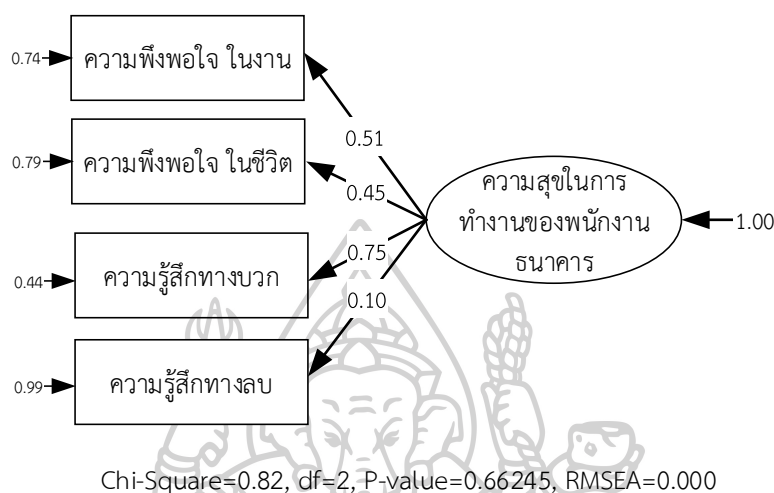 0.74
ความพึงพอใจ ในงาน
0.51
0.79
ความพึงพอใจ ในชีวิต
0.45
ความสุขในการ
ทำงานของพนักงาน
ธนาคาร
1.00
0.75
0.44
ความรู้สึกทางบวก
0.10
0.99
ความรู้สึกทางลบ
Chi-Square=0.82, df=2, P-value=0.66245, RMSEA=0.000